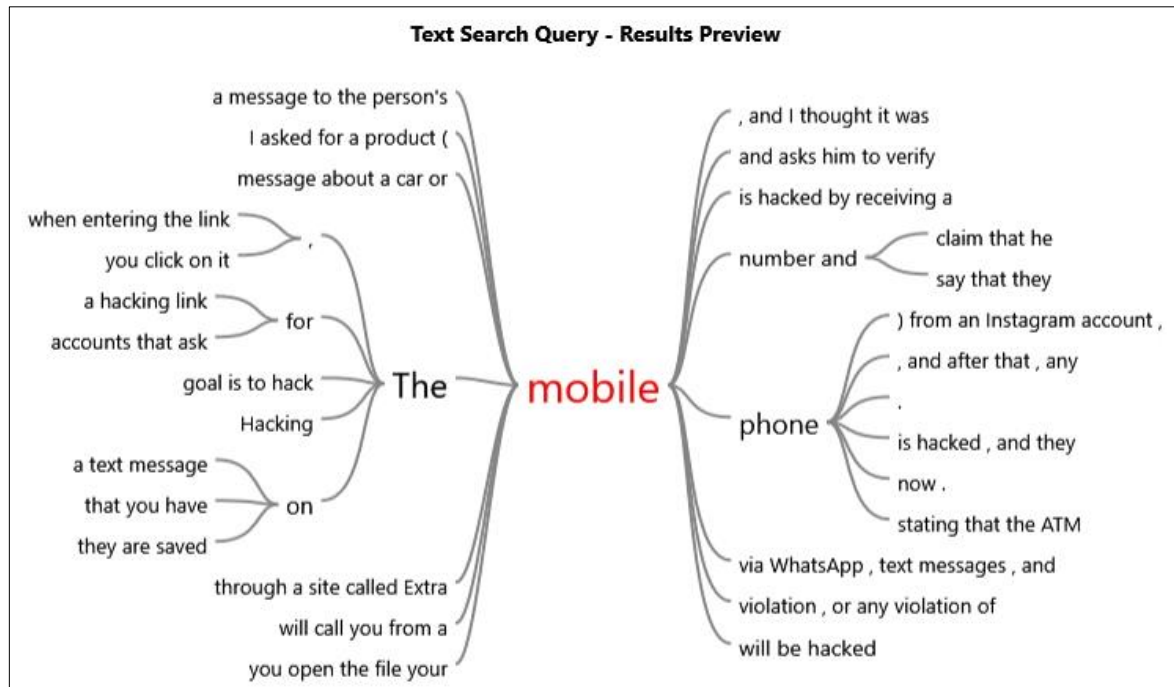 Text Search Query - Results Preview
a message to the person's
I asked for a product (
message about a car or
when entering the link
you click on it
,
a hacking link
accounts that ask
for
goal is to hack
Hacking
The
a text message
that you have
they are saved
on
through a site called Extra
will call you from a
you open the file your
mobile
, and I thought it was
and asks him to verify
is hacked by receiving a
number and
claim that he
say that they
phone
) from an Instagram account ,
, and after that , any
.
is hacked , and they
now .
stating that the ATM
via WhatsApp , text messages , and
violation , or any violation of
will be hacked